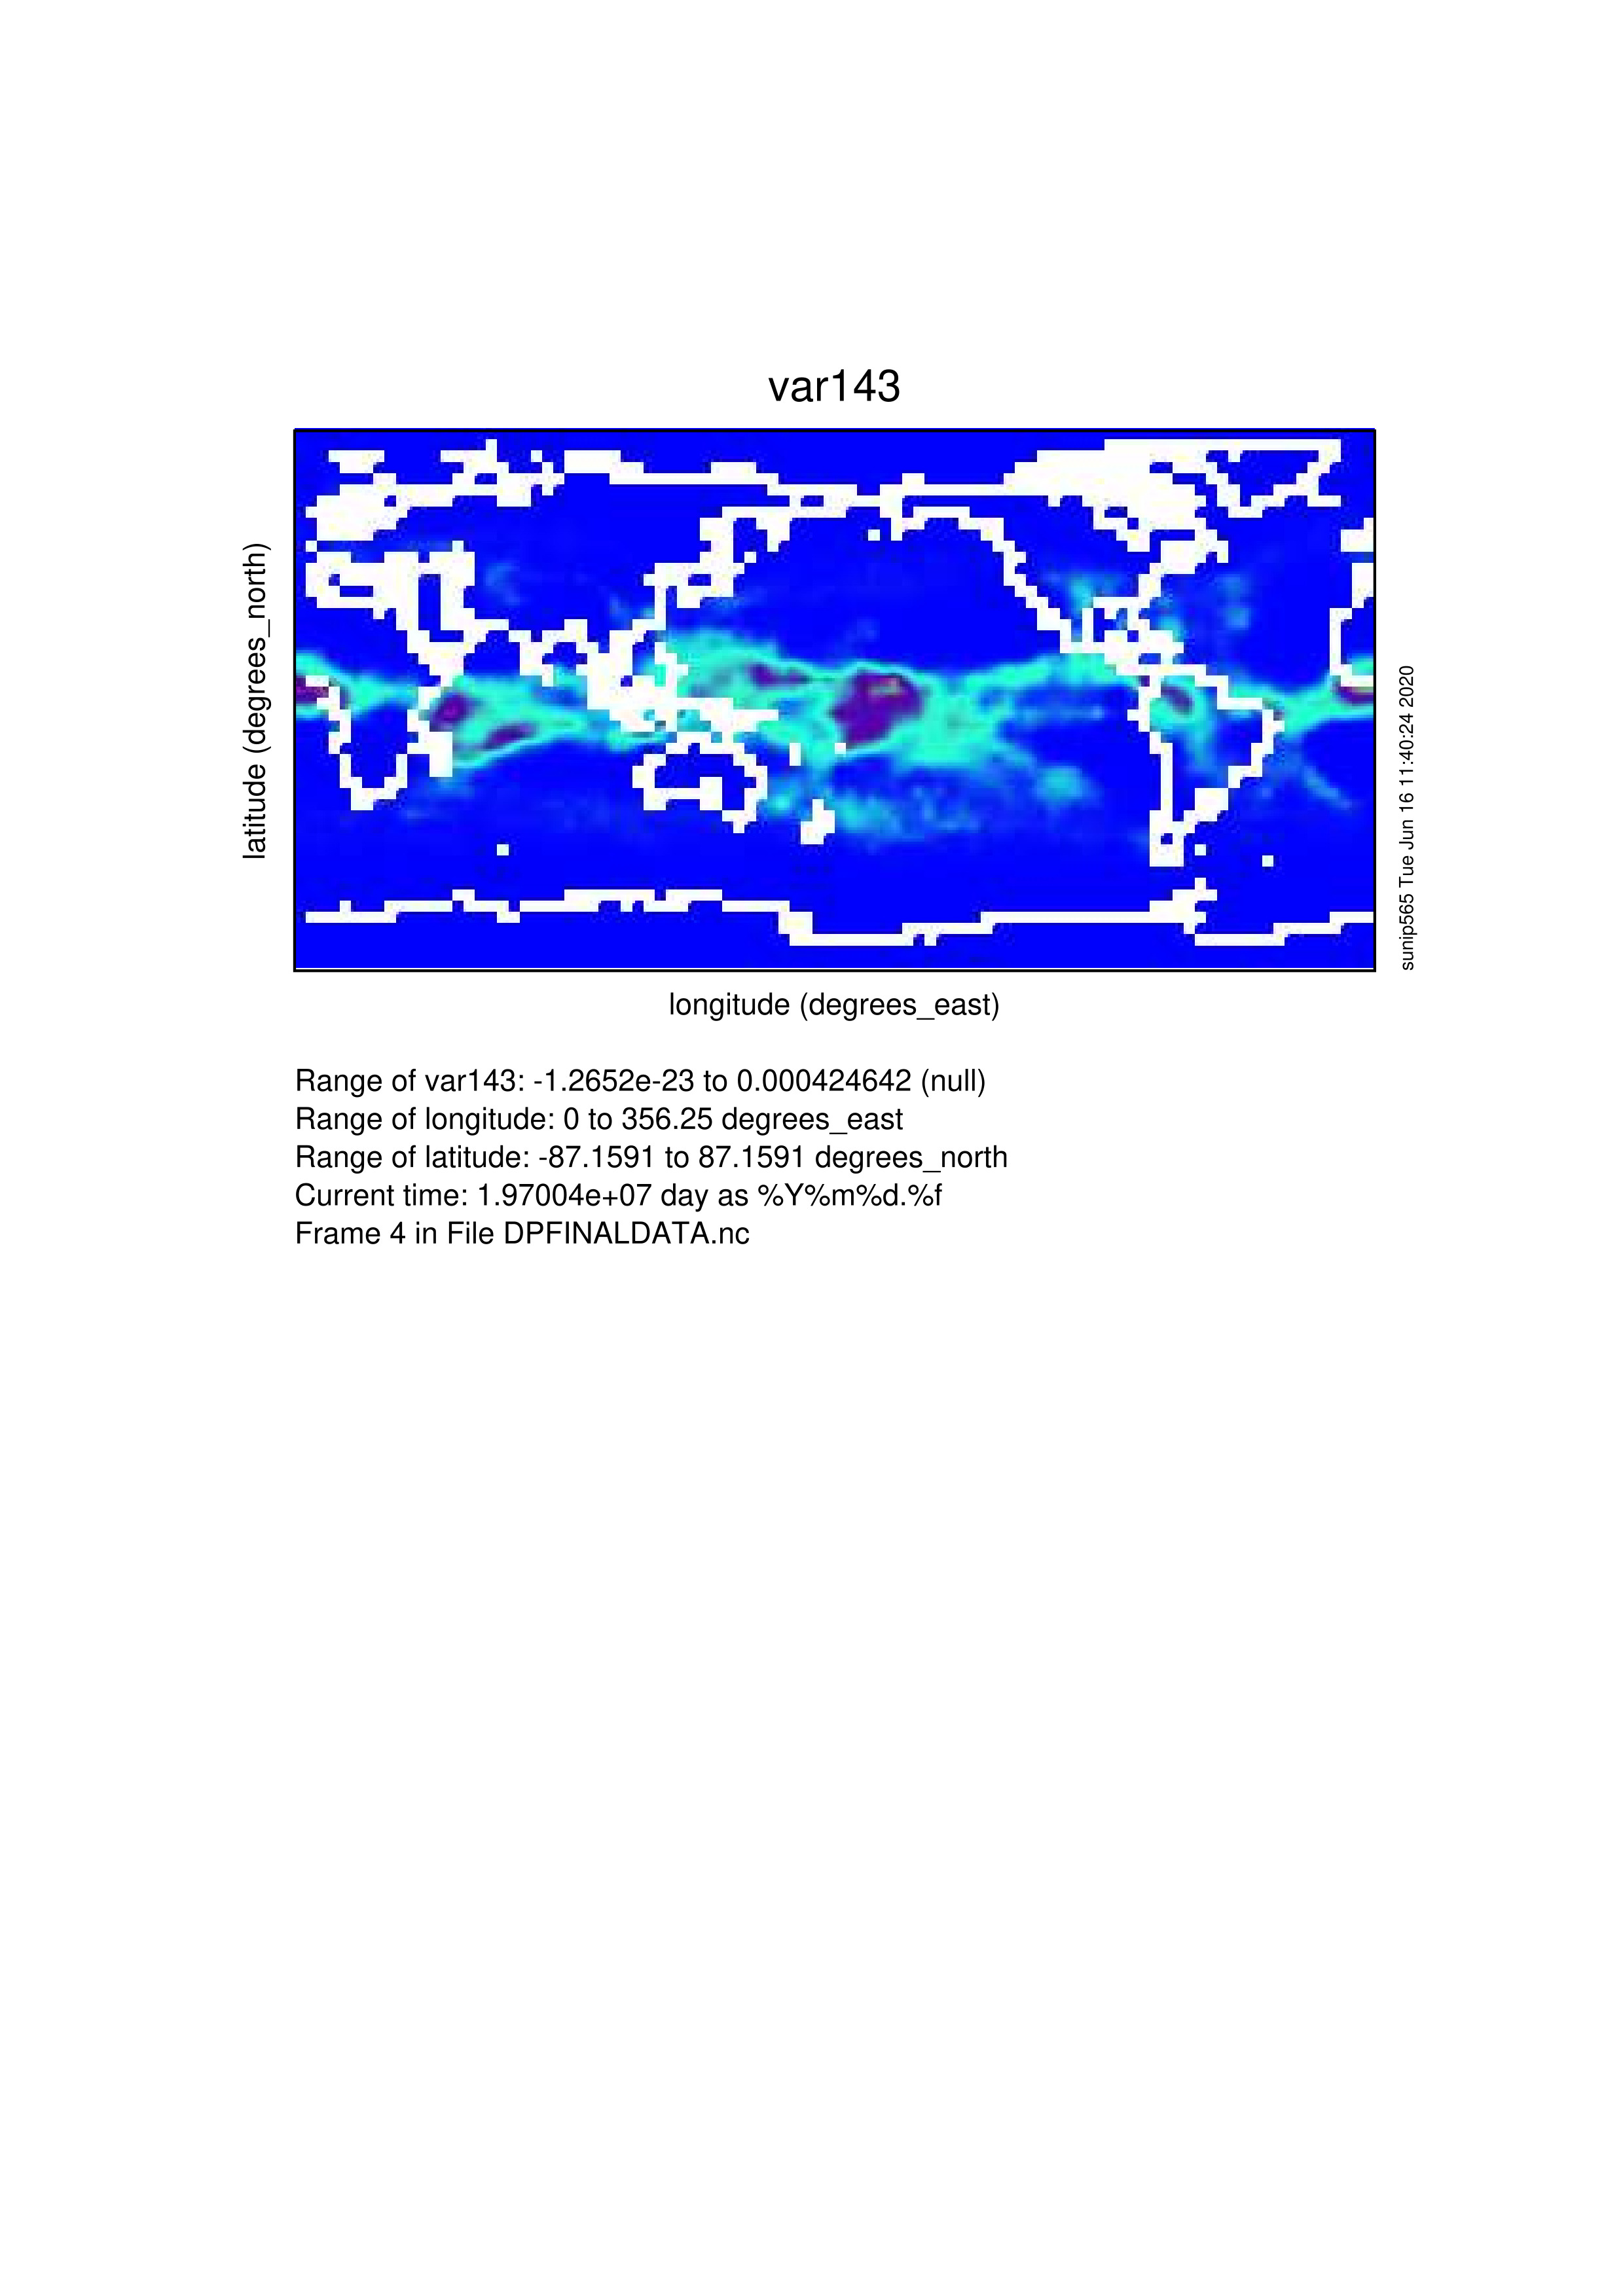 var143
latitude (degrees_north)
longitude (degrees_east)
sunip565 Tue Jun 16 11:40:24 2020
Range of var143: -1.2652e-23 to 0.000424642 (null)
Range of longitude: 0 to 356.25 degrees_east
Range of latitude: -87.1591 to 87.1591 degrees_north
Current time: 1.97004e+07 day as %Y%m%d.%f
Frame 4 in File DPFINALDATA.nc